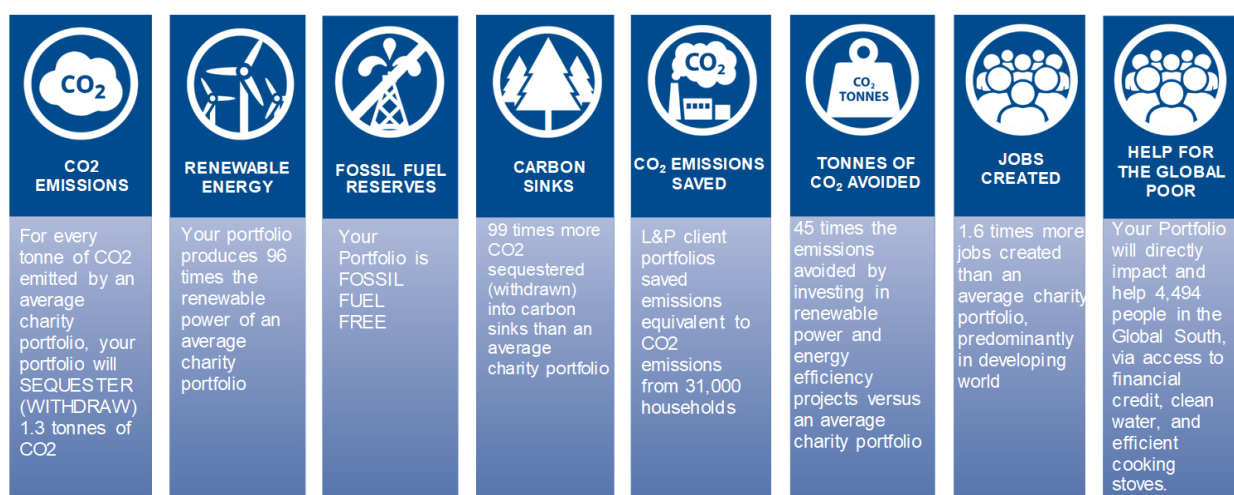 CO2
CO2
EMISSIONS
For every
tonne of CO2
emitted by an
average
charity
portfolio, your
portfolio will
SEQUESTER
(WITHDRAW)
1.3 tonnes of
CO2
RENEWABLE
ENERGY
Your portfolio
produces 96
times the
renewable
power of an
average
charity
portfolio
FOSSIL FUEL
RESERVES
Your
Portfolio is
FOSSIL
FUEL
FREE
CARBON
SINKS
99 times more
CO2
sequestered
(withdrawn)
into carbon
sinks than an
average
charity portfolio
CO₂
CO₂ EMISSIONS
SAVED
L&P client
portfolios
saved
emissions
equivalent to
CO2
emissions
from 31,000
households
CO₂
TONNES
TONNES OF
CO₂ AVOIDED
45 times the
emissions
avoided by
investing in
renewable
power and
energy
efficiency
projects versus
an average
charity portfolio
JOBS
CREATED
1.6 times more
jobs created
than an
average charity
portfolio,
predominantly
in developing
world
HELP FOR
THE GLOBAL
POOR
Your Portfolio
will directly
impact and
help 4,494
people in the
Global South,
via access to
financial
credit, clean
water, and
efficient
cooking
stoves.